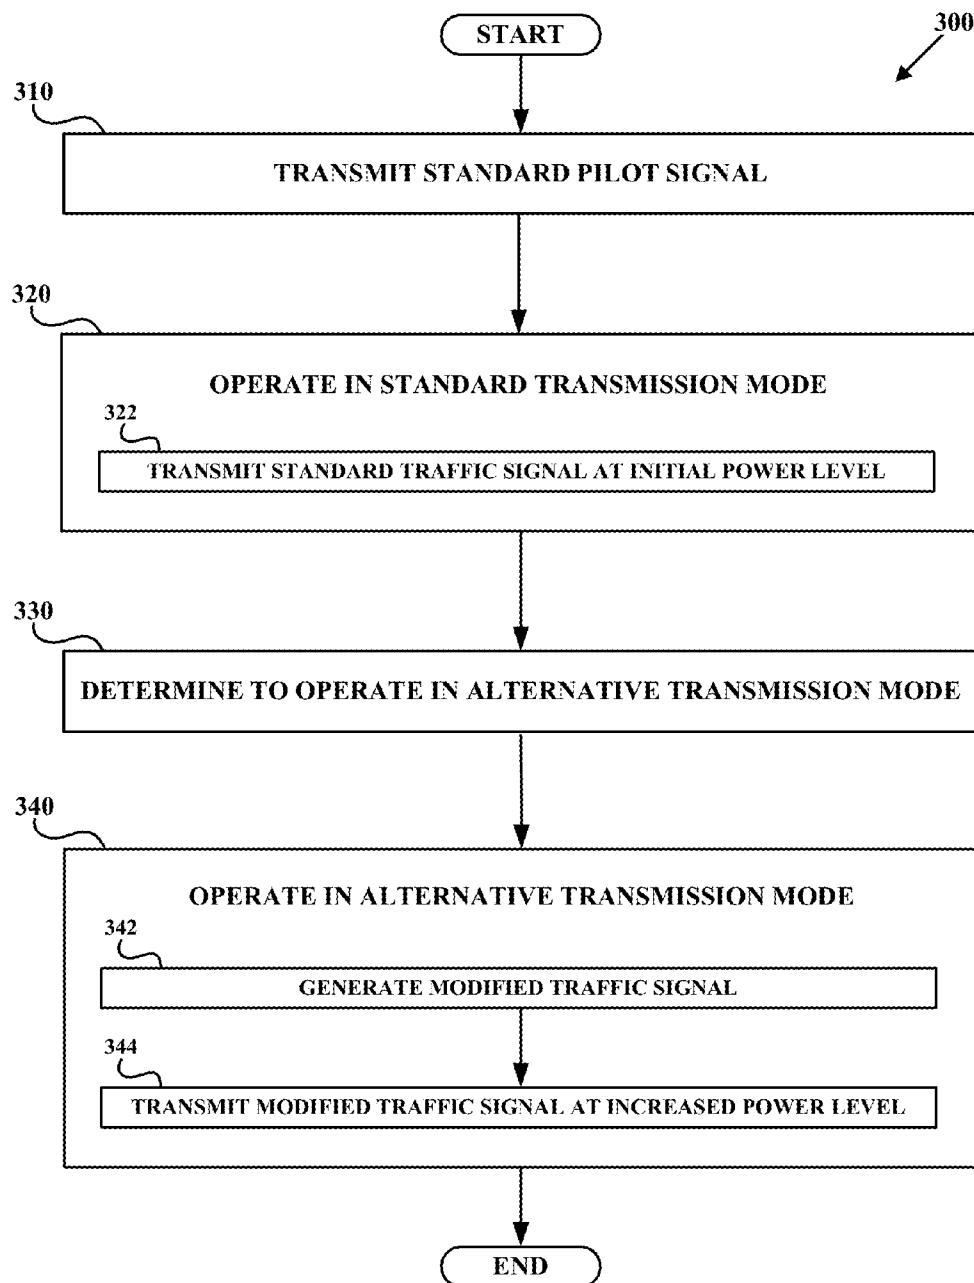 START
300
310
TRANSMIT STANDARD PILOT SIGNAL
320
OPERATE IN STANDARD TRANSMISSION MODE
322
TRANSMIT STANDARD TRAFFIC SIGNAL AT INITIAL POWER LEVEL
330
DETERMINE TO OPERATE IN ALTERNATIVE TRANSMISSION MODE
340
OPERATE IN ALTERNATIVE TRANSMISSION MODE
342
GENERATE MODIFIED TRAFFIC SIGNAL
344
TRANSMIT MODIFIED TRAFFIC SIGNAL AT INCREASED POWER LEVEL
END